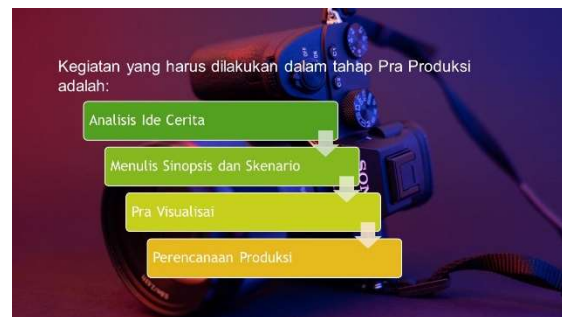 Kegiatan yang harus dilakukan dalam tahap Pra Produksi
adalah:
Analisis Ide Cerita
Menulis Sinopsis dan Skenario
Pra Visualisai
Perencanaan Produksi